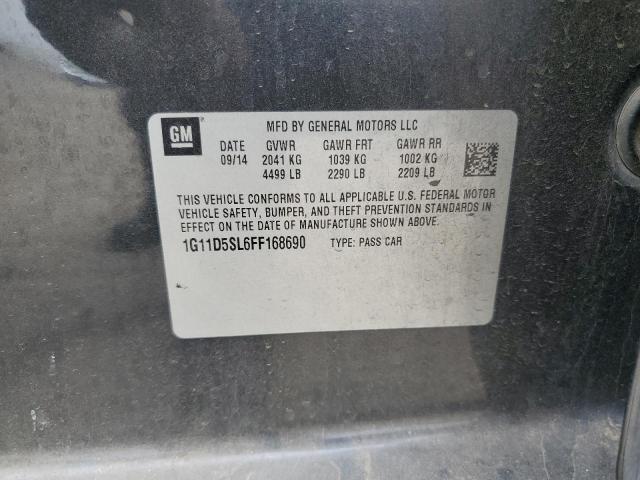 GM
MFD BY GENERAL MOTORS LLC
DATE GVWR GAWR FRT GAWR RR
09/14 2041 KG 1039 KG 1002 KG
4499 LB 2290 LB 2209 LB
THIS VEHICLE CONFORMS TO ALL APPLICABLE U.S. FEDERAL MOTOR
VEHICLE SAFETY, BUMPER, AND THEFT PREVENTION STANDARDS IN
EFFECT ON THE DATE OF MANUFACTURE SHOWN ABOVE.
1G11D5SL6FF168690 TYPE: PASS CAR